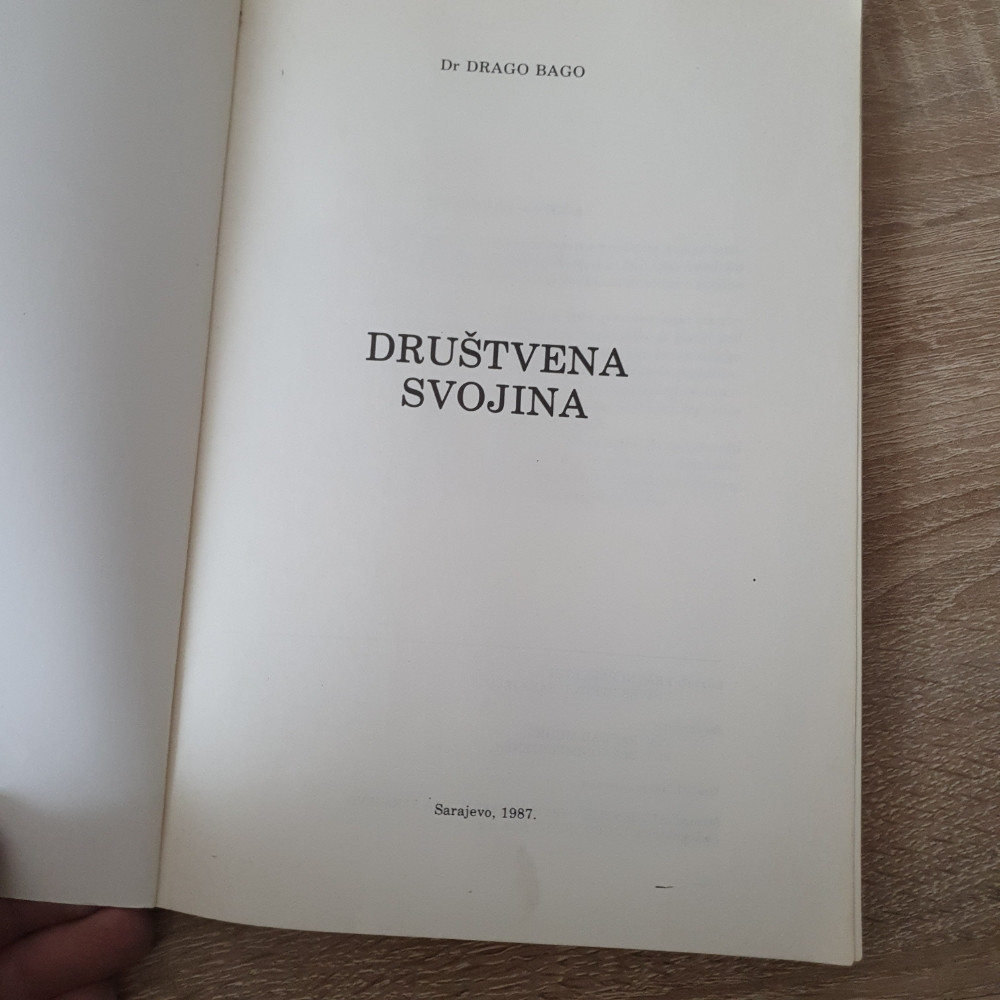 Dr DRAGO BAGO
DRUŠTVENA
SVOJINA
Sarajevo, 1987.